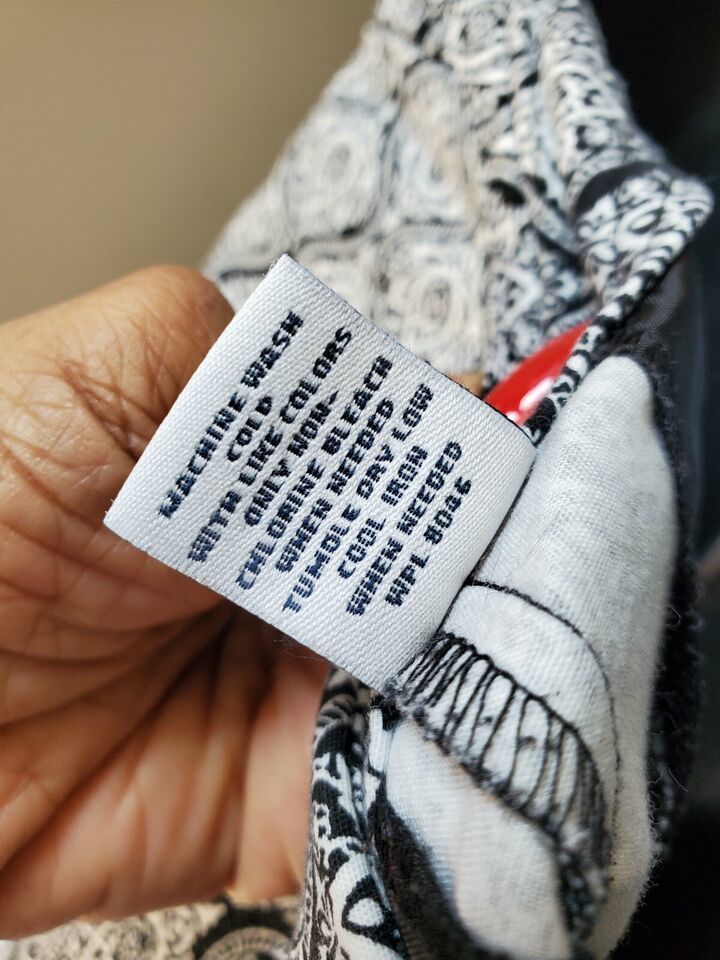 MACHINE WASH
COLD
WITH LIKE COLORS
ONLY NON-
CHLORINE BLEACH
WHEN NEEDED
TUMBLE DRY LOW
COOL IRON
WHEN NEEDED
WPL 8086